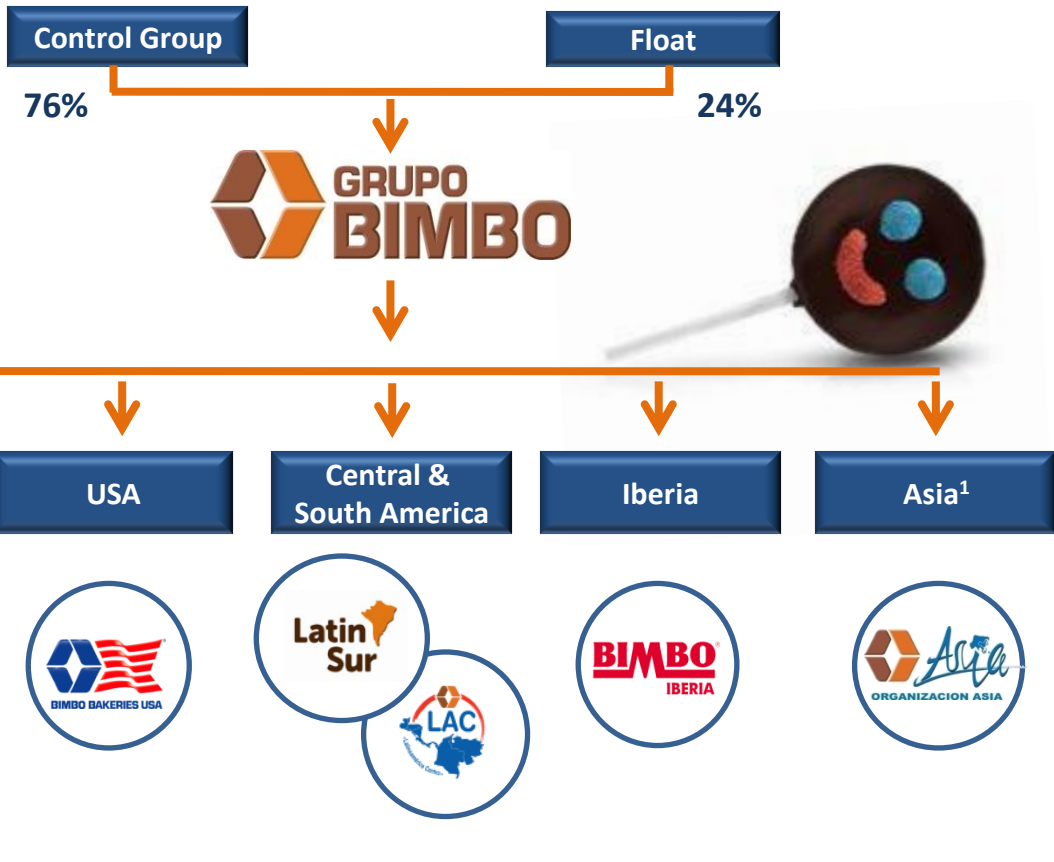 Control Group
Float
76%
24%
GRUPO
BIMBO
USA
Central &
South America
Iberia
Asia¹
BIMBO BAKERIES USA
Latin
Sur
LAC
BIMBO
IBERIA
Asia
ORGANIZACION ASIA